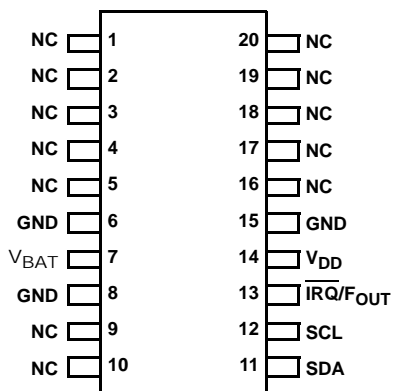 NC 1 20 NC
NC 2 19 NC
NC 3 18 NC
NC 4 17 NC
NC 5 16 NC
GND 6 15 GND
VBAT 7 14 VDD
GND 8 13 IRQ/FOUT
NC 9 12 SCL
NC 10 11 SDA